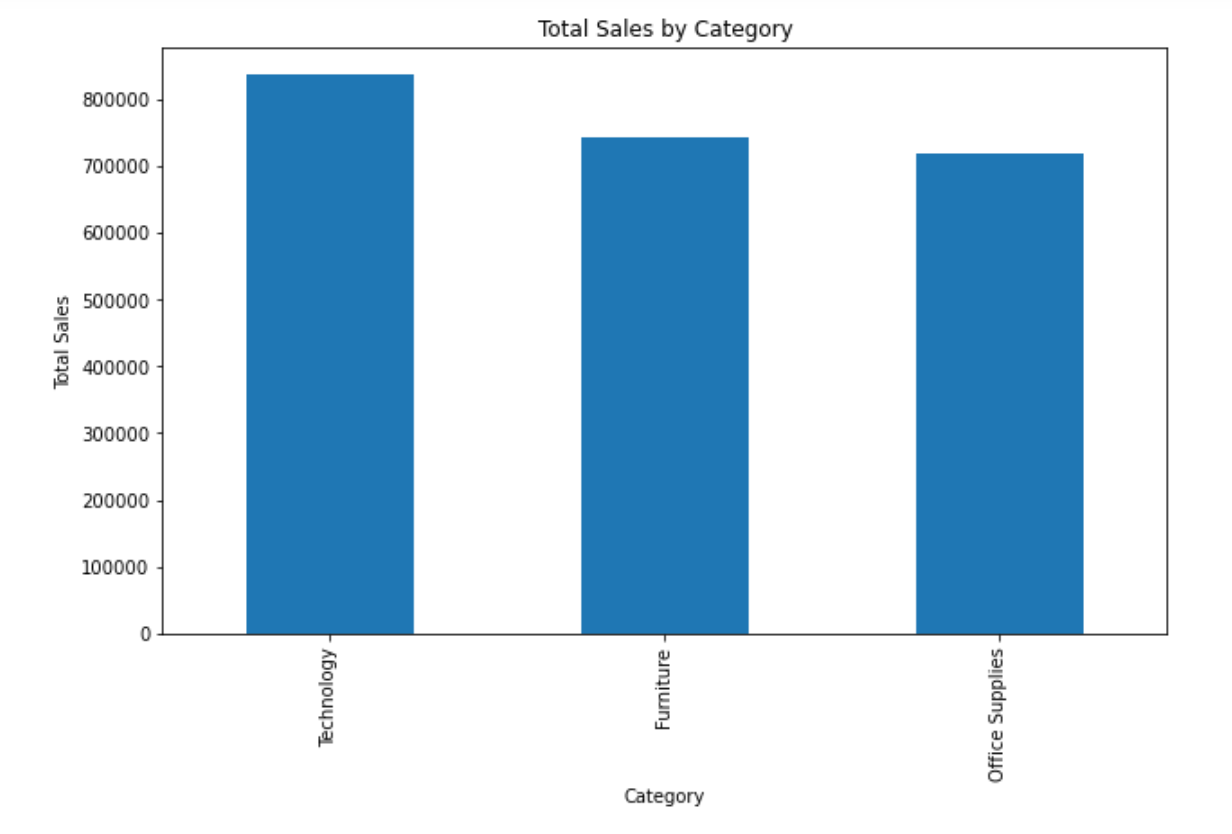 Total Sales by Category
Total Sales
800000
700000
600000
500000
400000
300000
200000
100000
0
Technology
Furniture
Office Supplies
Category